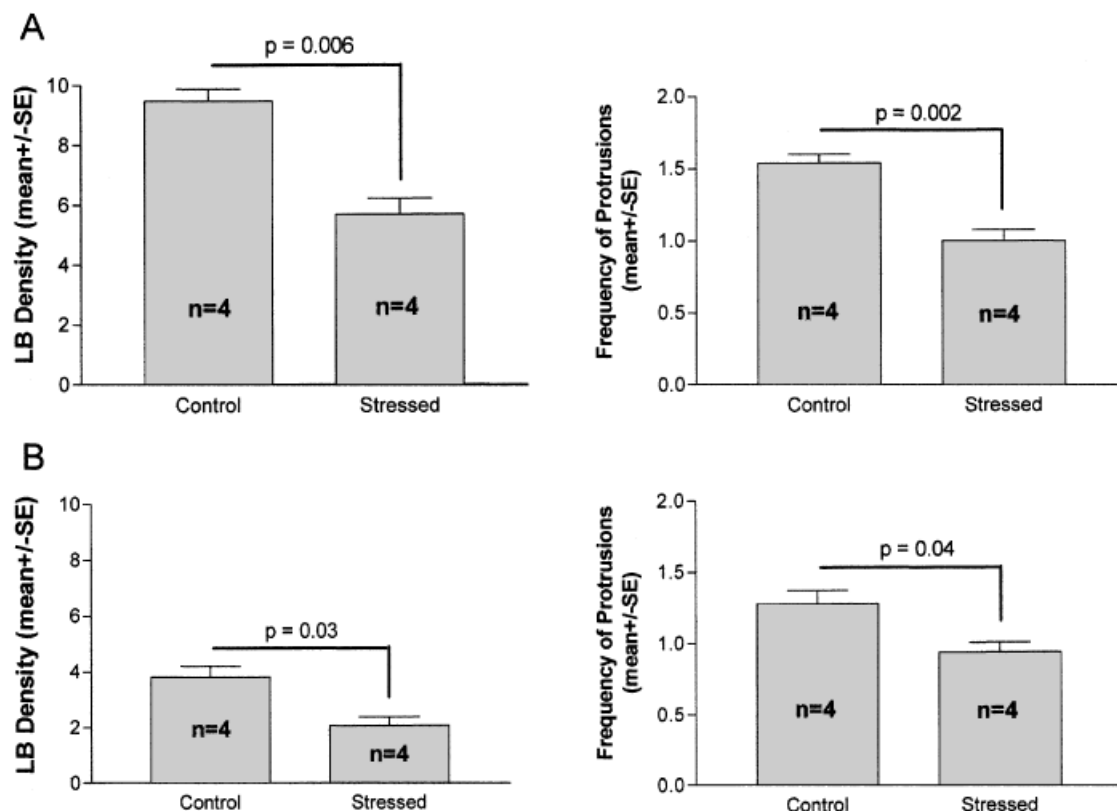 A
p = 0.006
LB Density (mean+/-SE)
10
8
6
4
2
0
n=4
n=4
Control
Stressed
p = 0.002
Frequency of Protrusions
(mean+/-SE)
2.0
1.5
1.0
0.5
0.0
n=4
n=4
Control
Stressed
B
p = 0.03
LB Density (mean+/-SE)
10
8
6
4
2
0
n=4
n=4
Control
Stressed
p = 0.04
Frequency of Protrusions
(mean+/-SE)
2.0
1.5
1.0
0.5
0.0
n=4
n=4
Control
Stressed